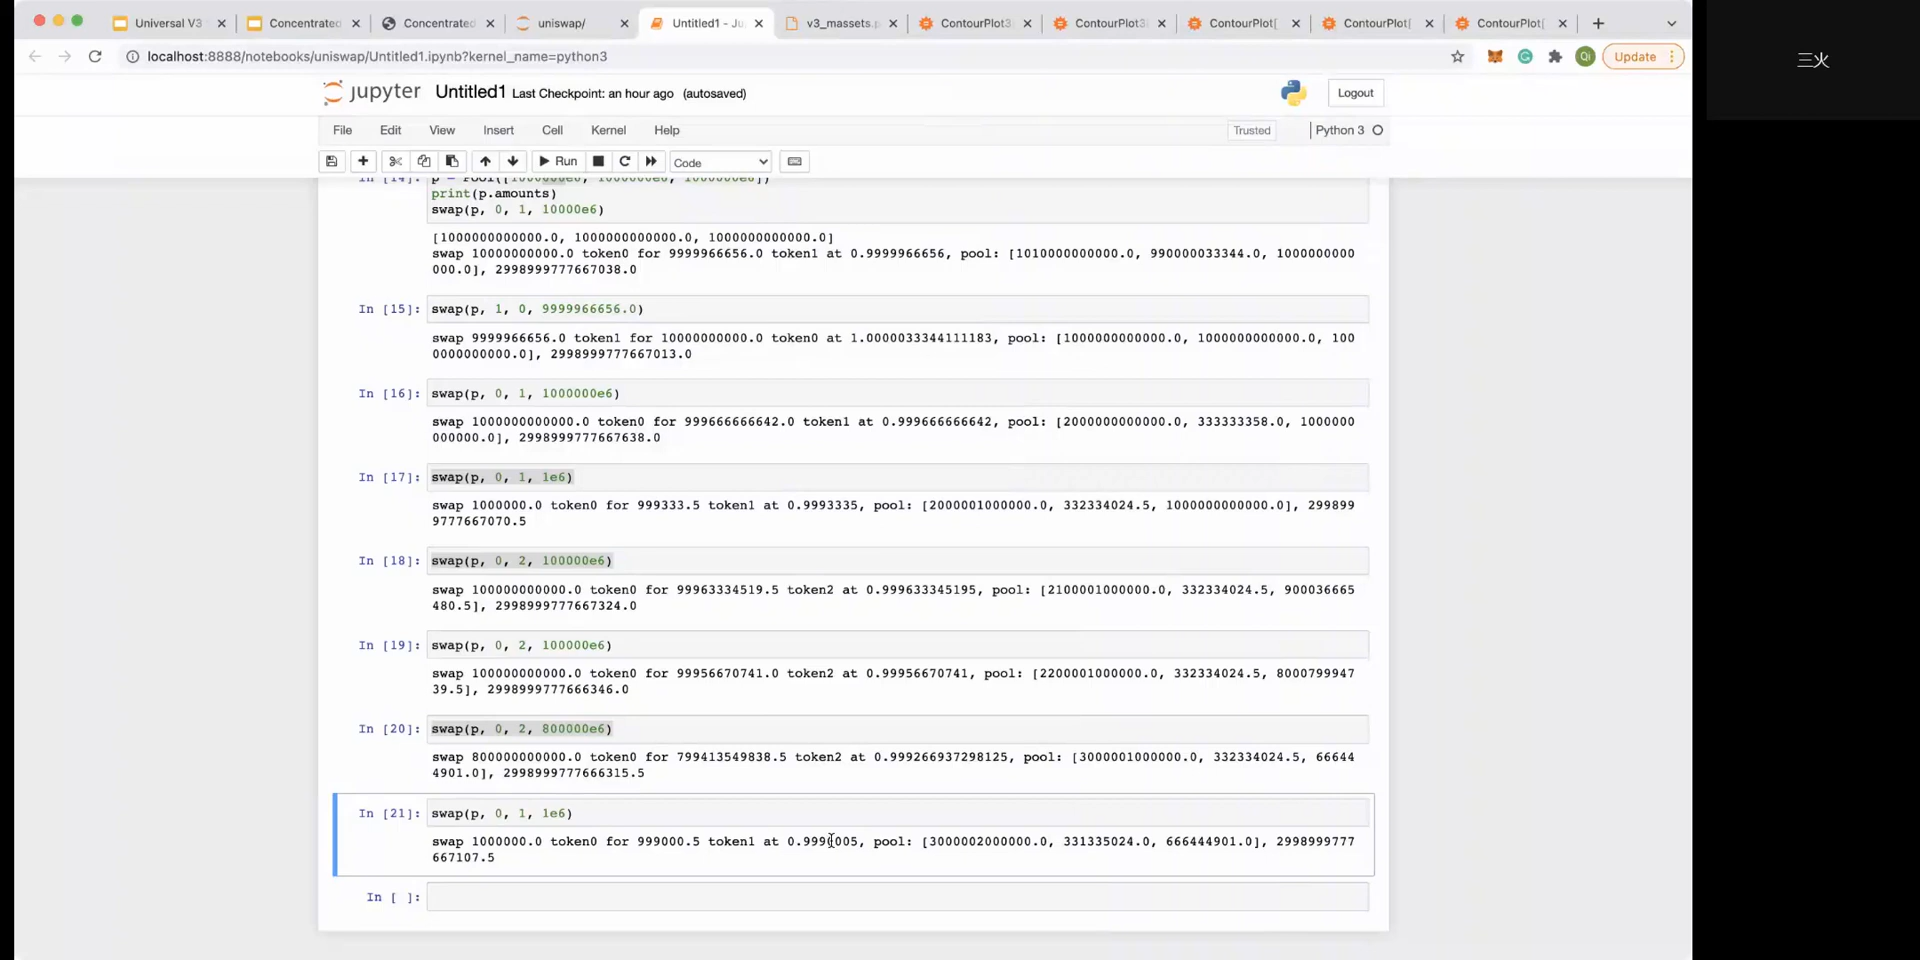 Universal V3
Concentrated
Concentrated
uniswap/
Untitled1 - Ju
v3_massets.p
ContourPlot3
ContourPlot3
ContourPlot[
ContourPlot[
ContourPlot[
三火
localhost:8888/notebooks/uniswap/Untitled1.ipynb?kernel_name=python3
Qi
Update
jupyter Untitled1 Last Checkpoint: an hour ago (autosaved)
Logout
File Edit View Insert Cell Kernel Help
Trusted
Python 3
Run
Code
print(p.amounts)
swap(p, 0, 1, 10000e6)
[1000000000000.0, 1000000000000.0, 1000000000000.0]
swap 10000000000.0 token0 for 9999966656.0 token1 at 0.9999966656, pool: [1010000000000.0, 990000033344.0, 1000000000
000.0], 2998999777667038.0
In [15]: swap(p, 1, 0, 9999966656.0)
swap 9999966656.0 token1 for 10000000000.0 token0 at 1.0000033344111183, pool: [1000000000000.0, 1000000000000.0, 100
0000000000.0], 2998999777667013.0
In [16]: swap(p, 0, 1, 1000000e6)
swap 1000000000000.0 token0 for 999666666642.0 token1 at 0.999666666642, pool: [2000000000000.0, 333333358.0, 1000000
000000.0], 2998999777667638.0
In [17]: swap(p, 0, 1, 1e6)
swap 1000000.0 token0 for 999333.5 token1 at 0.9993335, pool: [2000001000000.0, 332334024.5, 1000000000000.0], 299899
9777667070.5
In [18]: swap(p, 0, 2, 100000e6)
swap 100000000000.0 token0 for 99963334519.5 token2 at 0.999633345195, pool: [2100001000000.0, 332334024.5, 900036665
480.5], 2998999777667324.0
In [19]: swap(p, 0, 2, 100000e6)
swap 100000000000.0 token0 for 99956670741.0 token2 at 0.99956670741, pool: [2200001000000.0, 332334024.5, 8000799947
39.5], 2998999777666346.0
In [20]: swap(p, 0, 2, 800000e6)
swap 800000000000.0 token0 for 799413549838.5 token2 at 0.999266937298125, pool: [3000001000000.0, 332334024.5, 66644
4901.0], 2998999777666315.5
In [21]: swap(p, 0, 1, 1e6)
swap 1000000.0 token0 for 999000.5 token1 at 0.9990005, pool: [3000002000000.0, 331335024.0, 666444901.0], 2998999777
667107.5
In [ ]: